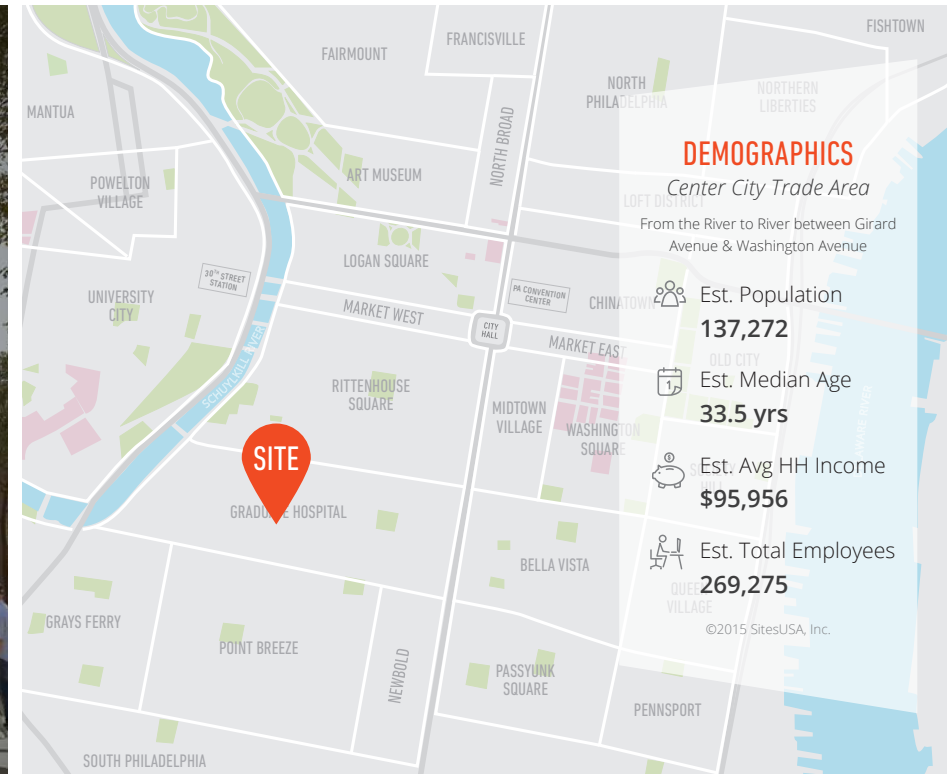 FISHTOWN
FRANCISVILLE
FAIRMOUNT
NORTH
PHILADELPHIA
NORTHERN
LIBERTIES
MANTUA
NORTH BROAD
ART MUSEUM
POWELTON
VILLAGE
LOFT DISTRICT
LOGAN SQUARE
30TH STREET
STATION
PA CONVENTION
CENTER
CHINATOWN
UNIVERSITY
CITY
MARKET WEST
CITY
HALL
MARKET EAST
OLD CITY
SCHUYLKILL RIVER
RITTENHOUSE
SQUARE
MIDTOWN
VILLAGE
WASHINGTON
SQUARE
SITE
GRADUATE HOSPITAL
BELLA VISTA
QUEEN
VILLAGE
GRAYS FERRY
POINT BREEZE
NEWBOLD
PASSYUNK
SQUARE
PENNSPORT
SOUTH PHILADELPHIA
DEMOGRAPHICS
Center City Trade Area
From the River to River between Girard
Avenue & Washington Avenue
Est. Population
137,272
Est. Median Age
33.5 yrs
Est. Avg HH Income
$95,956
Est. Total Employees
269,275
©2015 SitesUSA, Inc.